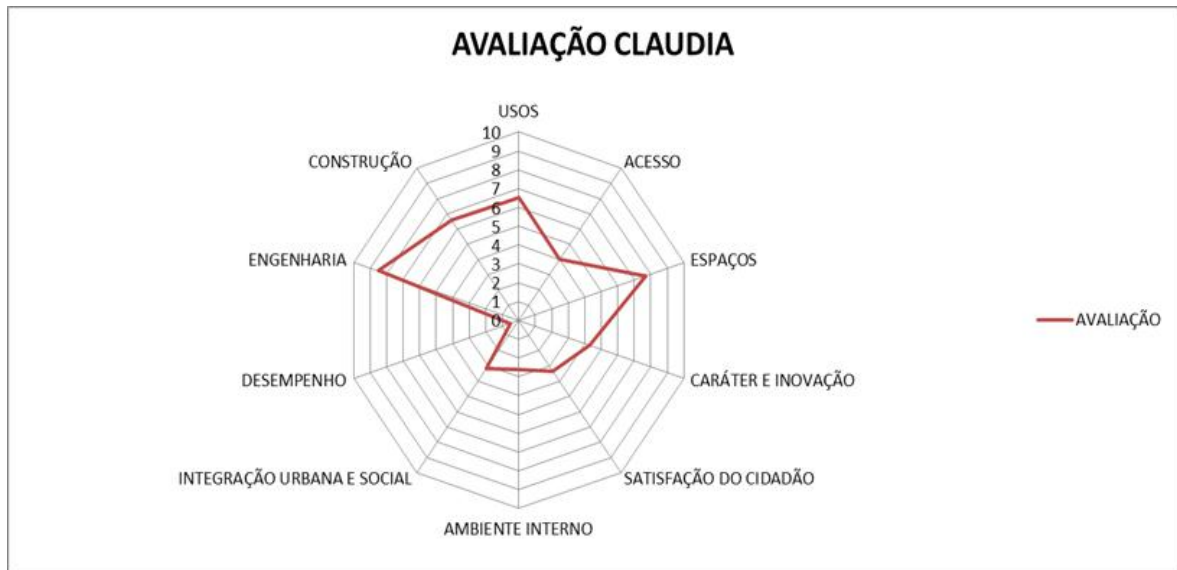 AVALIAÇÃO CLAUDIA
USOS
10
9
8
7
6
5
4
3
2
1
0
CONSTRUÇÃO
ACESSO
ENGENHARIA
ESPAÇOS
AVALIAÇÃO
DESEMPENHO
CARÁTER E INOVAÇÃO
INTEGRAÇÃO URBANA E SOCIAL
SATISFAÇÃO DO CIDADÃO
AMBIENTE INTERNO